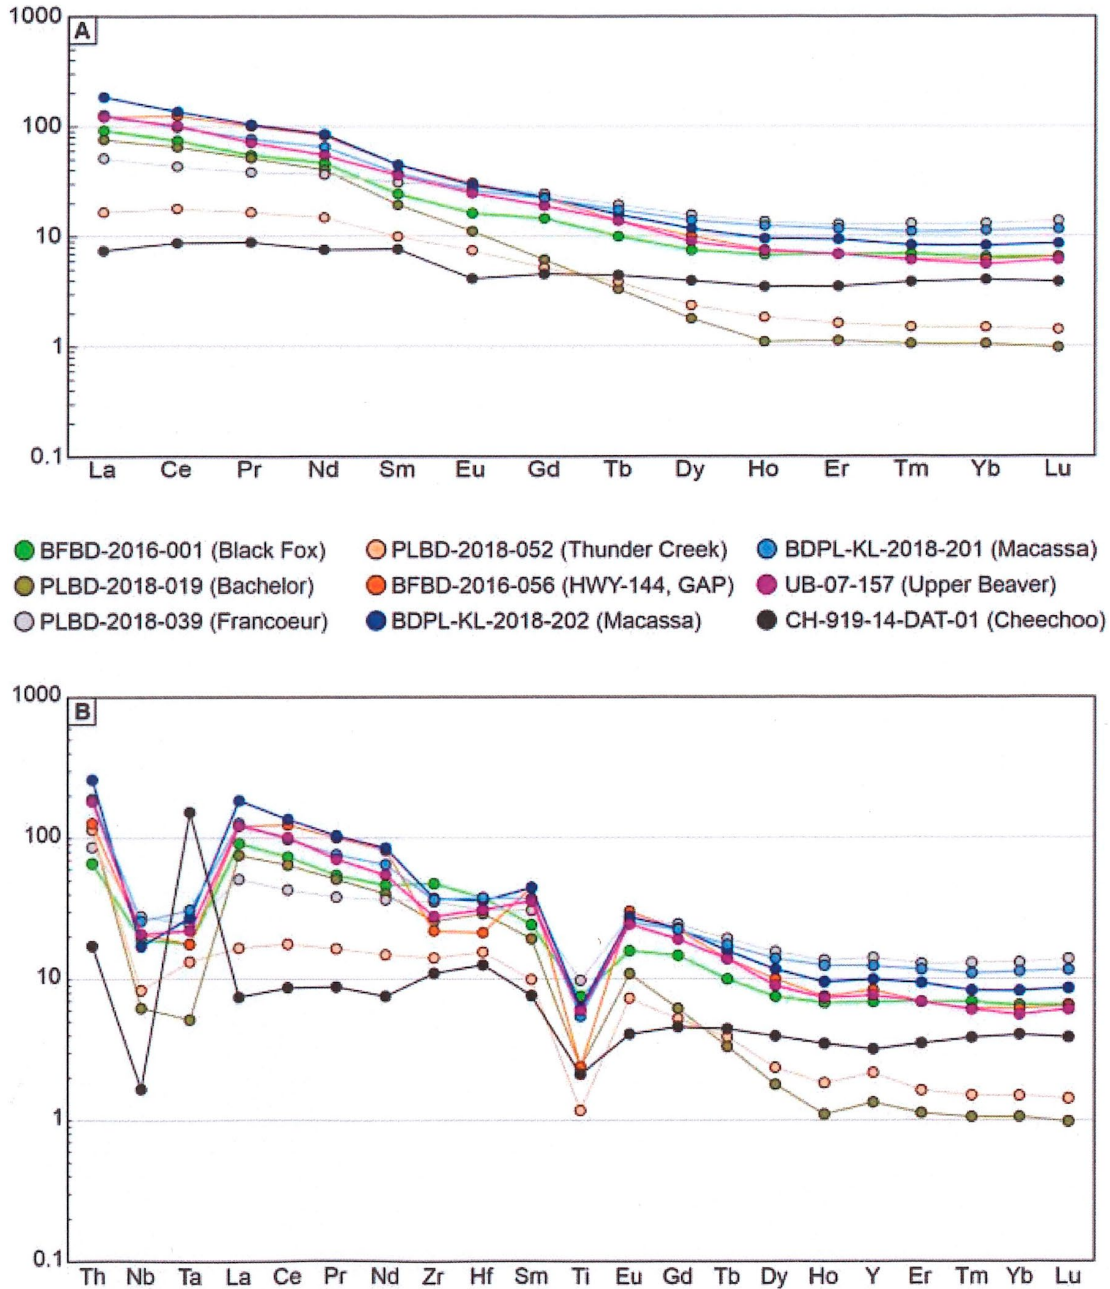 1000
A
100
10
1
0.1
La Ce Pr Nd Sm Eu Gd Tb Dy Ho Er Tm Yb Lu
BFBD-2016-001 (Black Fox) PLBD-2018-052 (Thunder Creek) BDPL-KL-2018-201 (Macassa)
PLBD-2018-019 (Bachelor) BFBD-2016-056 (HWY-144, GAP) UB-07-157 (Upper Beaver)
PLBD-2018-039 (Francoeur) BDPL-KL-2018-202 (Macassa) CH-919-14-DAT-01 (Cheechoo)
1000
B
100
10
1
0.1
Th Nb Ta La Ce Pr Nd Zr Hf Sm Ti Eu Gd Tb Dy Ho Y Er Tm Yb Lu